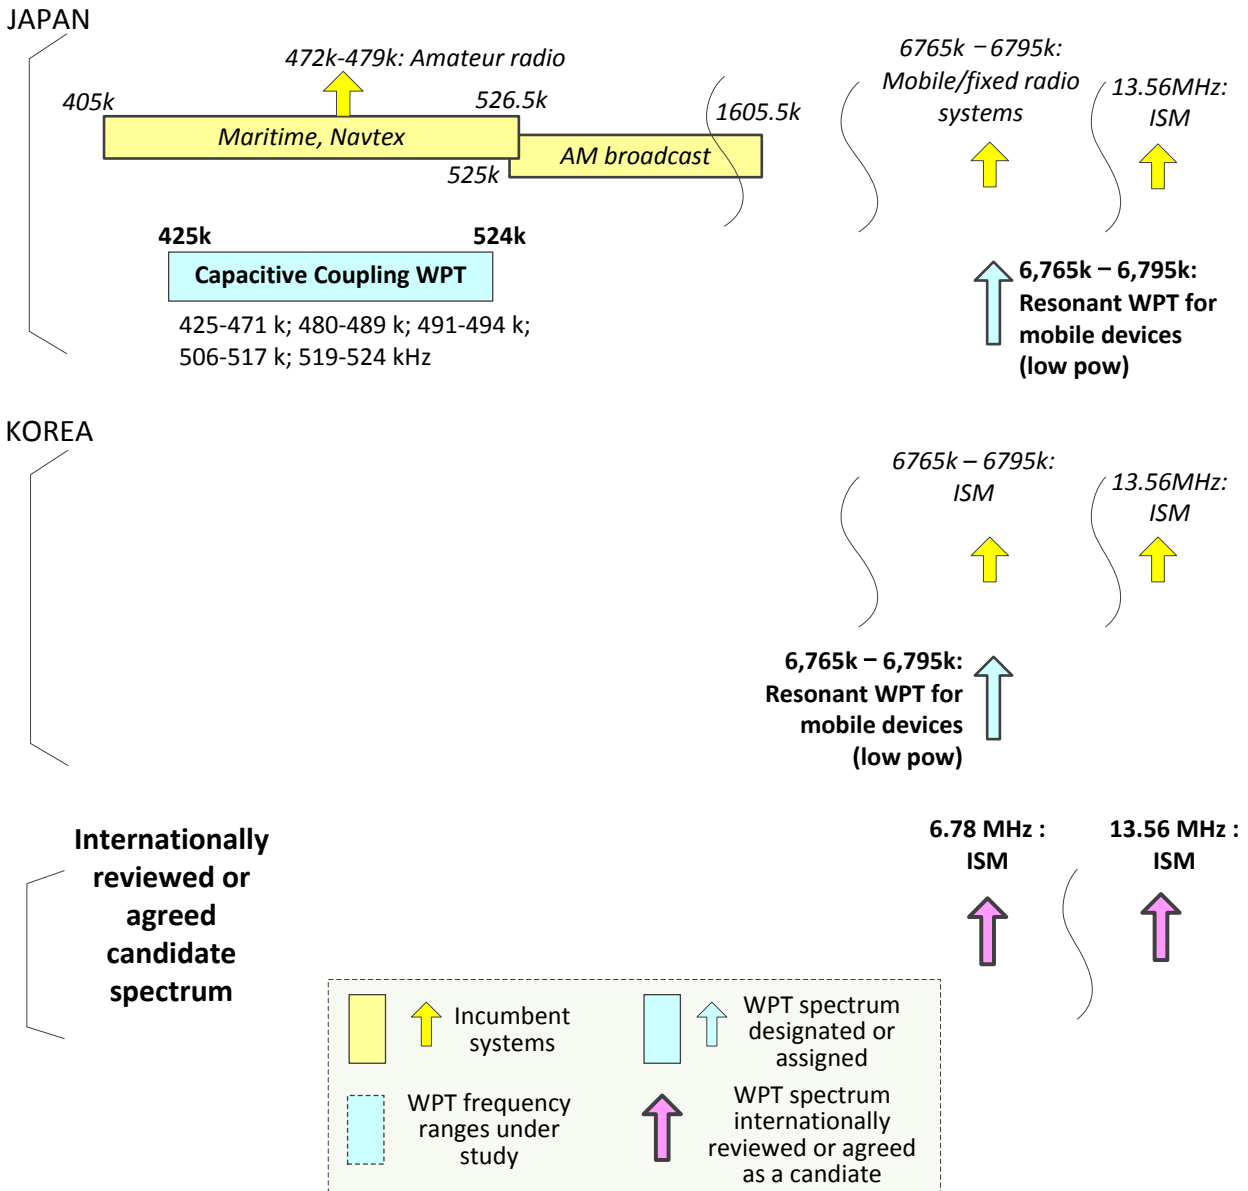 JAPAN
472k-479k: Amateur radio
405k
526.5k
1605.5k
Maritime, Navtex
AM broadcast
525k
6765k – 6795k:
Mobile/fixed radio
systems
13.56MHz:
ISM
425k
524k
Capacitive Coupling WPT
425-471 k; 480-489 k; 491-494 k;
506-517 k; 519-524 kHz
6,765k – 6,795k:
Resonant WPT for
mobile devices
(low pow)
KOREA
6765k – 6795k:
ISM
13.56MHz:
ISM
6,765k – 6,795k:
Resonant WPT for
mobile devices
(low pow)
Internationally
reviewed or
agreed
candidate
spectrum
6.78 MHz :
ISM
13.56 MHz :
ISM
Incumbent
systems
WPT spectrum
designated or
assigned
WPT frequency
ranges under
study
WPT spectrum
internationally
reviewed or agreed
as a candiate